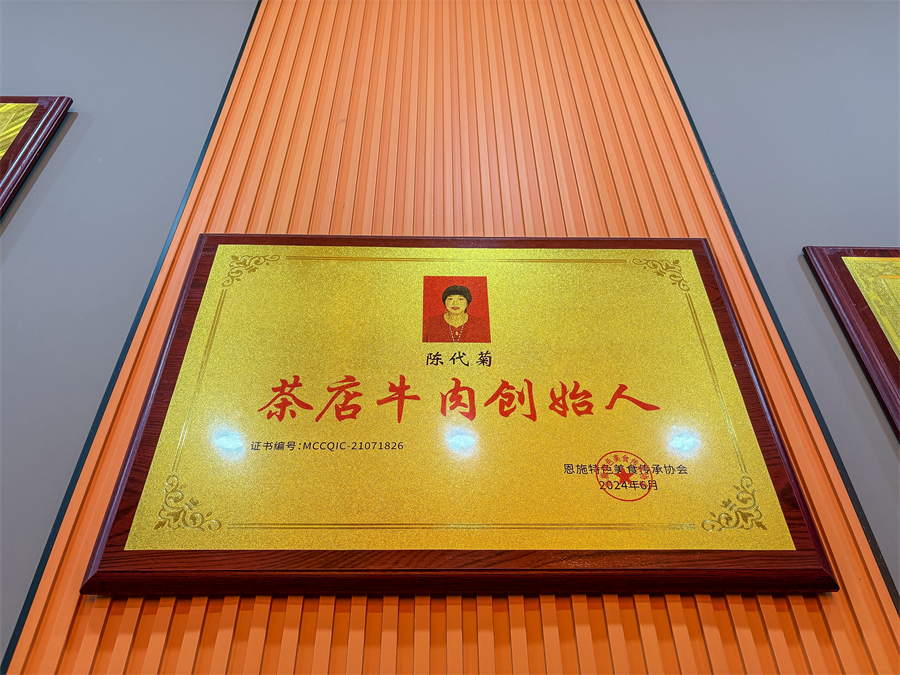 陈代菊
茶店牛肉创始人
证书编号:MCCQIC-21071826
恩施特色美食传承协会
2024年6月